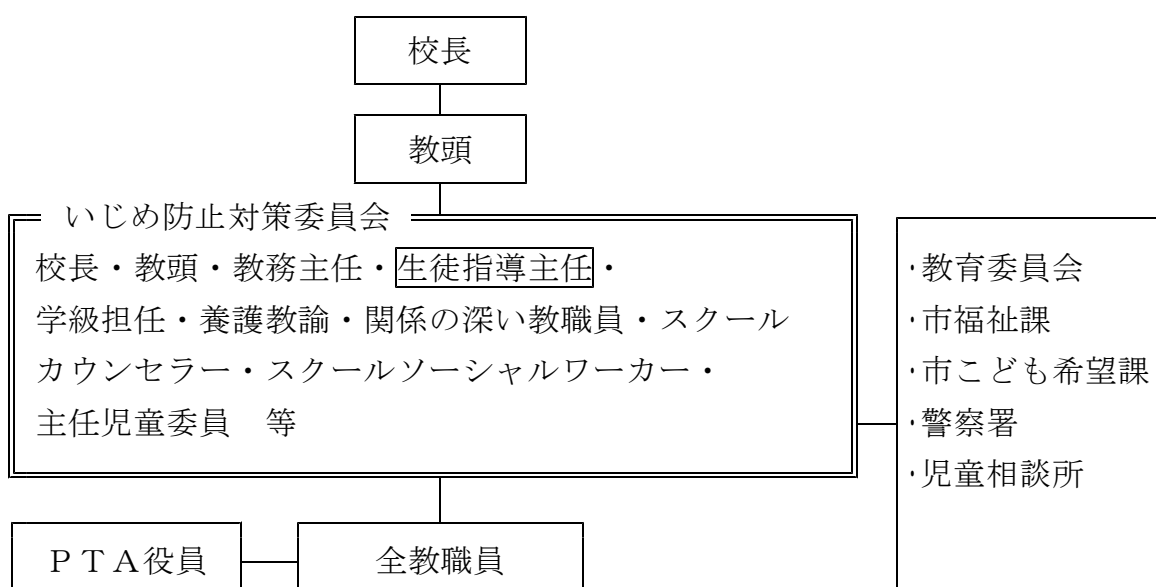 校長
教頭
いじめ防止対策委員会
校長・教頭・教務主任・生徒指導主任・
学級担任・養護教諭・関係の深い教職員・スクール
カウンセラー・スクールソーシャルワーカー・
主任児童委員　等
・教育委員会
・市福祉課
・市こども希望課
・警察署
・児童相談所
ＰＴＡ役員
全教職員